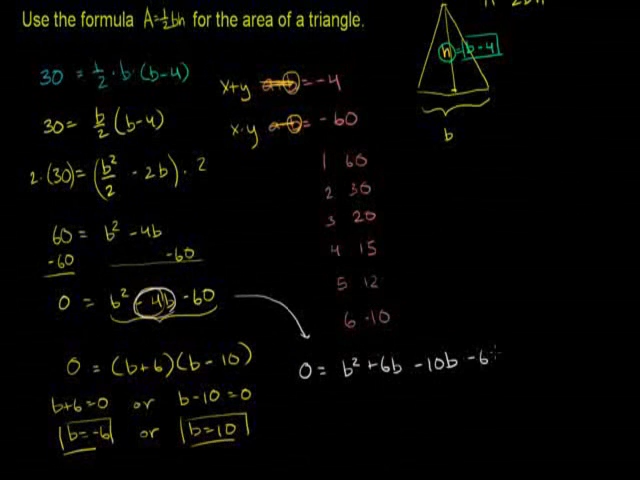 Use the formula A=½bh for the area of a triangle.
30 = ½ · b · (b-4)
30 = b/2 (b-4)
2·(30) = (b²/2 - 2b) · 2
60 = b² - 4b
-60 -60
0 = b² - 4b - 60
0 = (b+6)(b-10)
b+6=0 or b-10=0
b=-6 or b=10
x+y a+b = -4
x·y a·b = -60
1 60
2 30
3 20
4 15
5 12
6 -10
0 = b² + 6b - 10b - 6
h = b-4
b